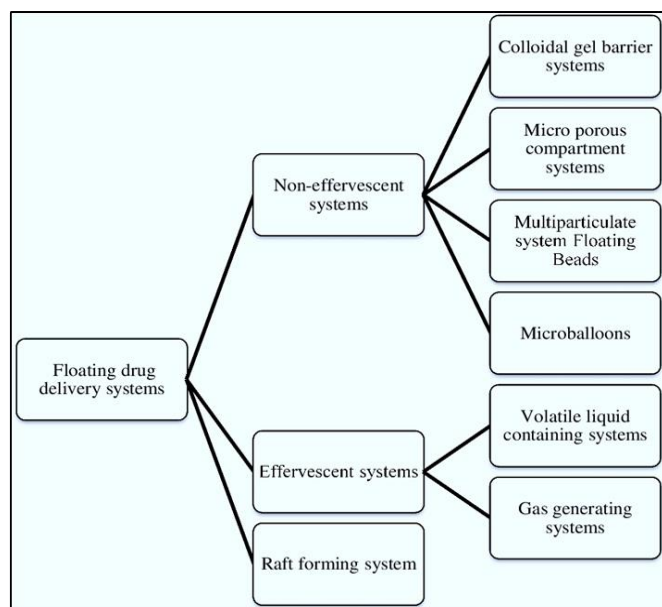 Colloidal gel barrier
systems
Micro porous
compartment
systems
Non-effervescent
systems
Multiparticulate
system Floating
Beads
Microballoons
Floating drug
delivery systems
Volatile liquid
containing systems
Effervescent systems
Gas generating
systems
Raft forming system